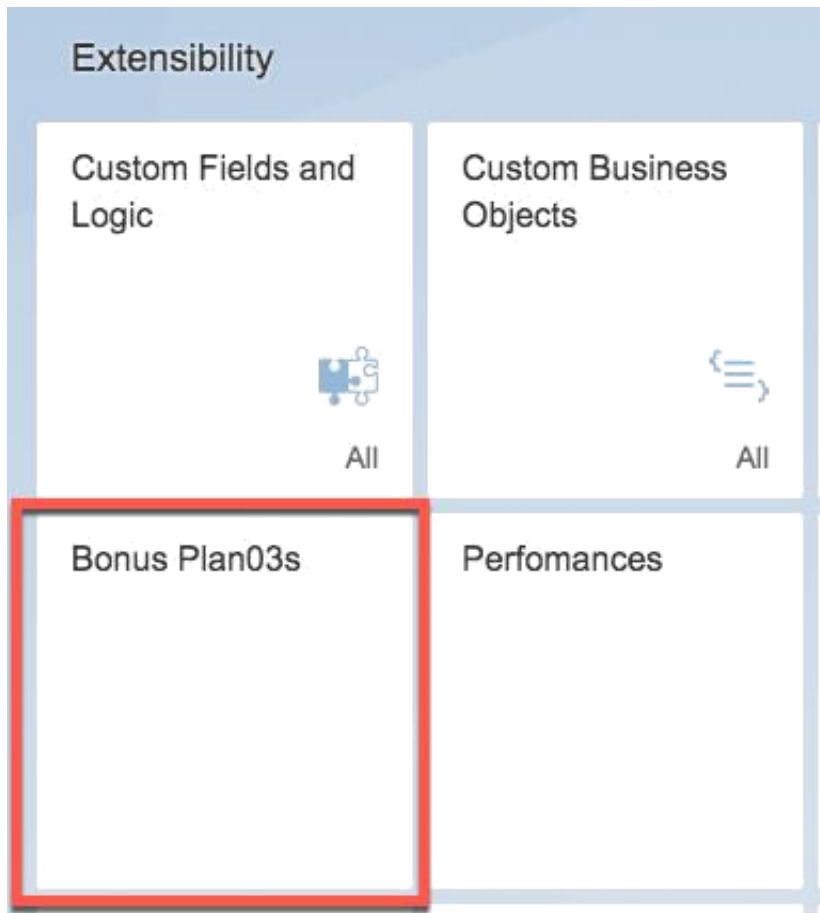 Extensibility
Custom Fields and
Logic
Custom Business
Objects
All
All
Bonus Plan03s
Perfomances